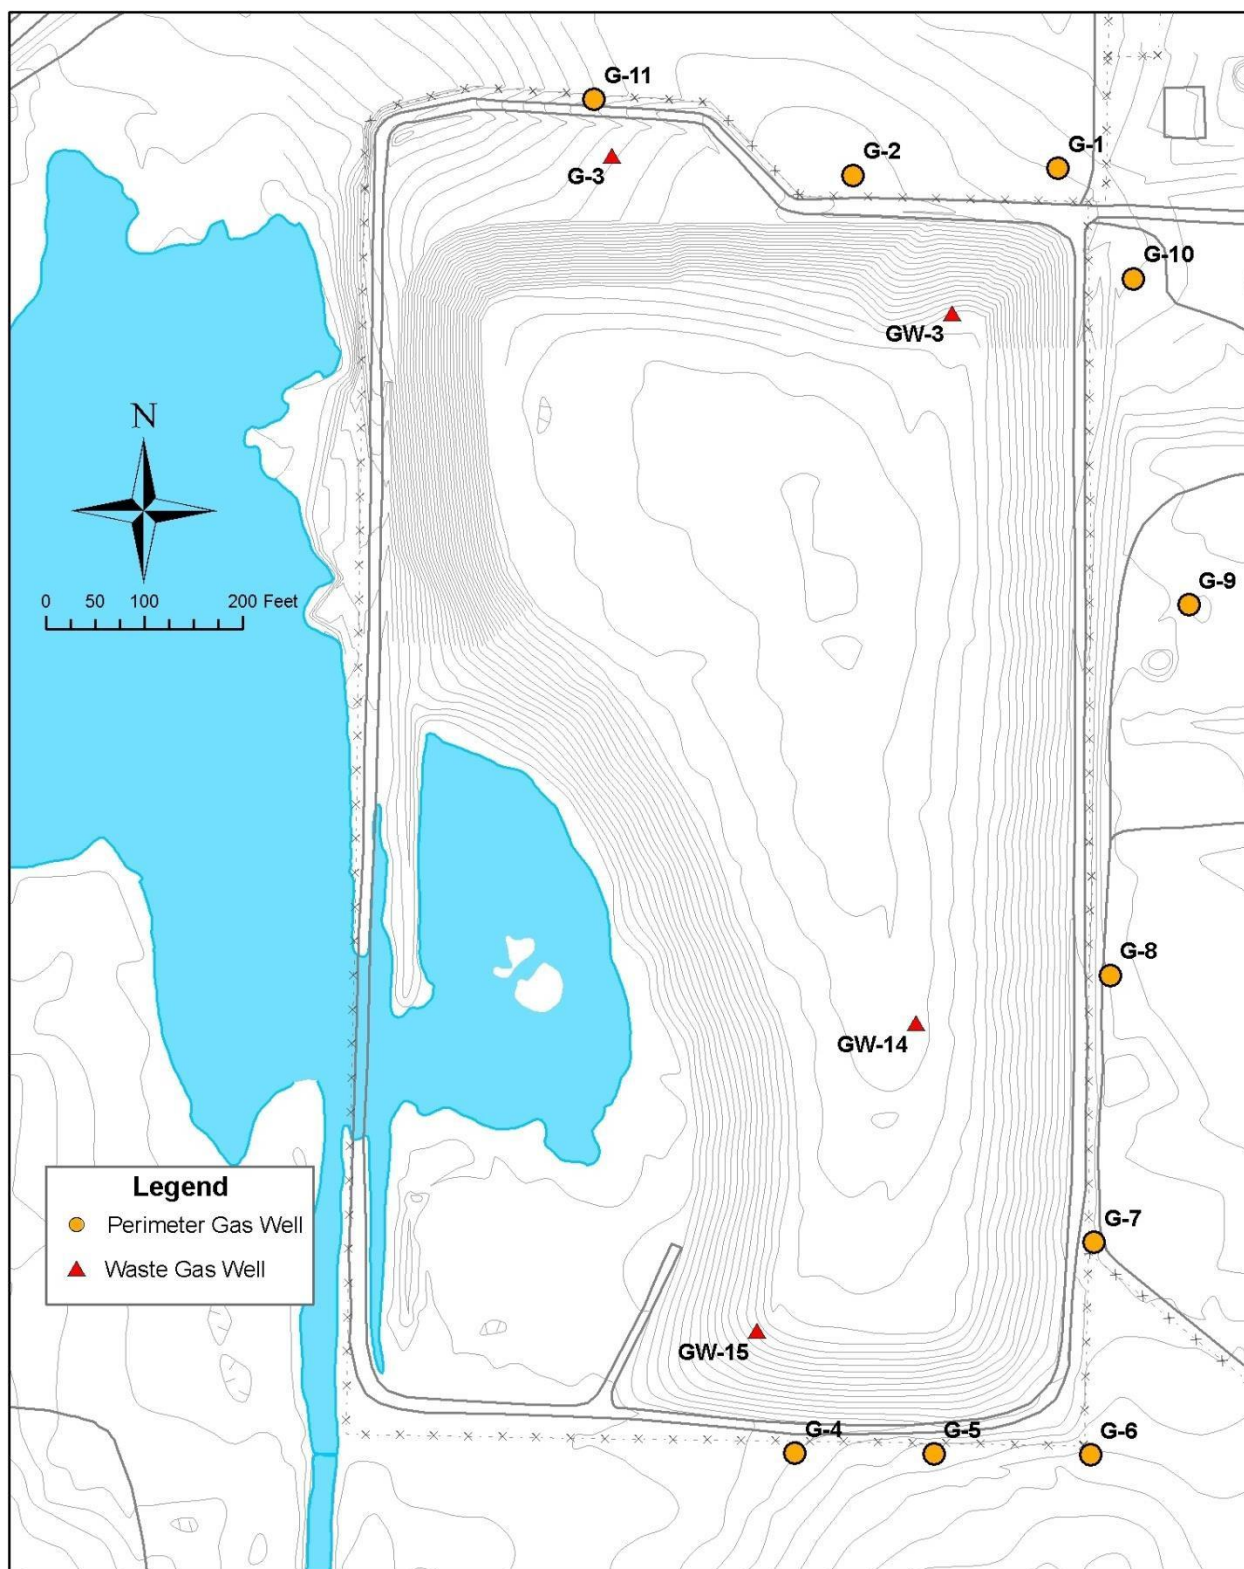 G-11
G-1
G-2
G-3
G-10
GW-3
N
0 50 100 200 Feet
G-9
G-8
GW-14
Legend
Perimeter Gas Well
Waste Gas Well
G-7
GW-15
G-4
G-5
G-6